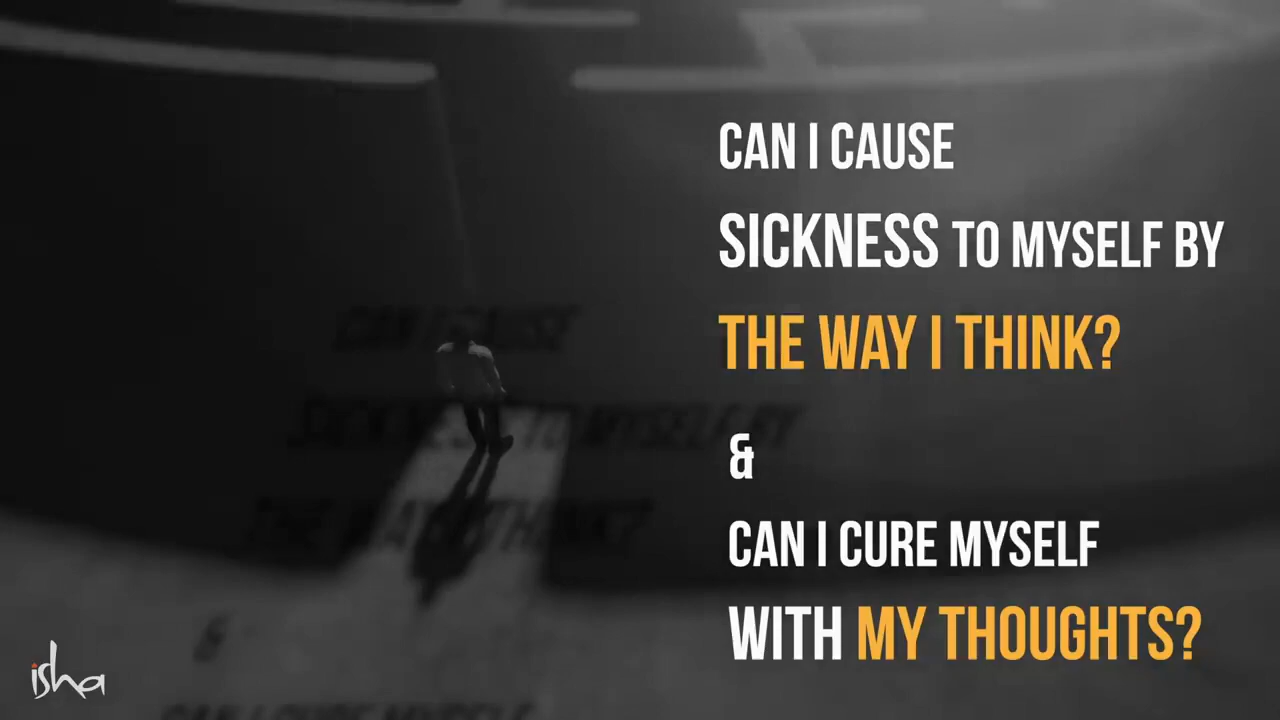 CAN I CAUSE
SICKNESS TO MYSELF BY
THE WAY I THINK?
&
CAN I CURE MYSELF
WITH MY THOUGHTS?
isha